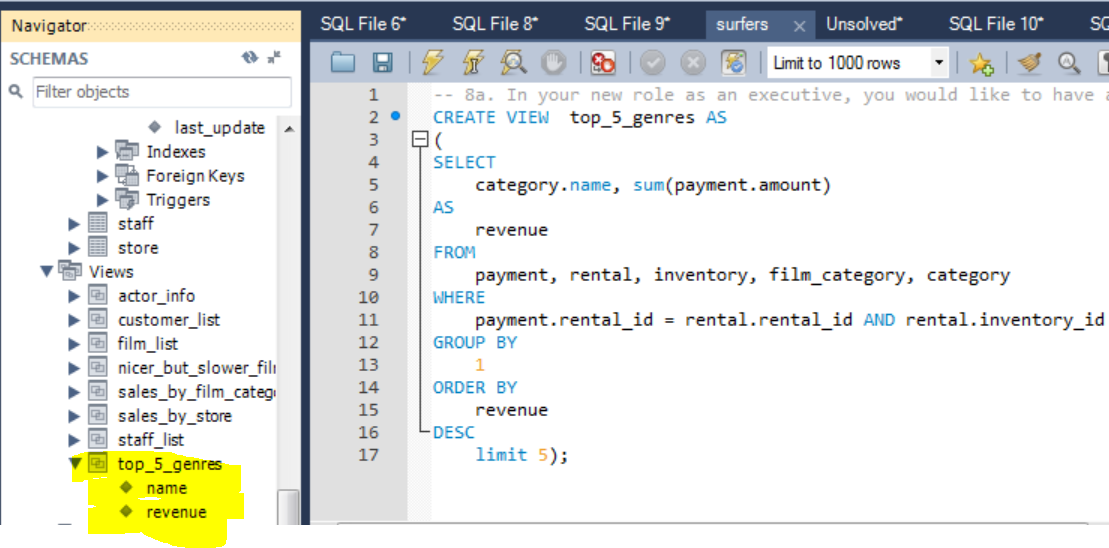 Navigator
SCHEMAS
Filter objects
last_update
Indexes
Foreign Keys
Triggers
staff
store
Views
actor_info
customer_list
film_list
nicer_but_slower_fil
sales_by_film_categ
sales_by_store
staff_list
top_5_genres
name
revenue
SQL File 6* SQL File 8* SQL File 9* surfers × Unsolved* SQL File 10* SQ
Limit to 1000 rows
1 -- 8a. In your new role as an executive, you would like to have a
2 CREATE VIEW top_5_genres AS
3 (
4 SELECT
5 category.name, sum(payment.amount)
6 AS
7 revenue
8 FROM
9 payment, rental, inventory, film_category, category
10 WHERE
11 payment.rental_id = rental.rental_id AND rental.inventory_id
12 GROUP BY
13 1
14 ORDER BY
15 revenue
16 DESC
17 limit 5);